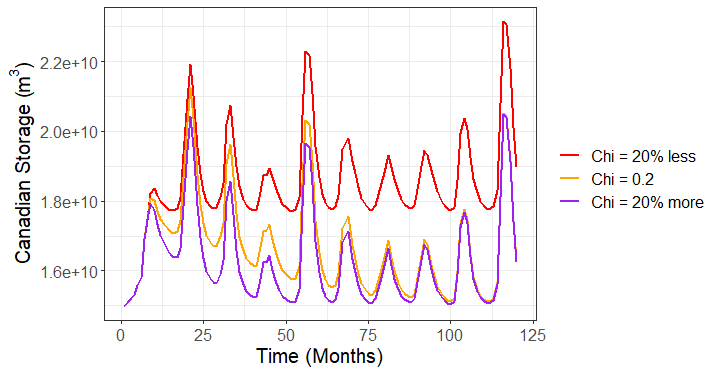 2.2e+10
2.0e+10
1.8e+10
1.6e+10
Canadian Storage (m³)
0
25
50
75
100
125
Time (Months)
Chi = 20% less
Chi = 0.2
Chi = 20% more